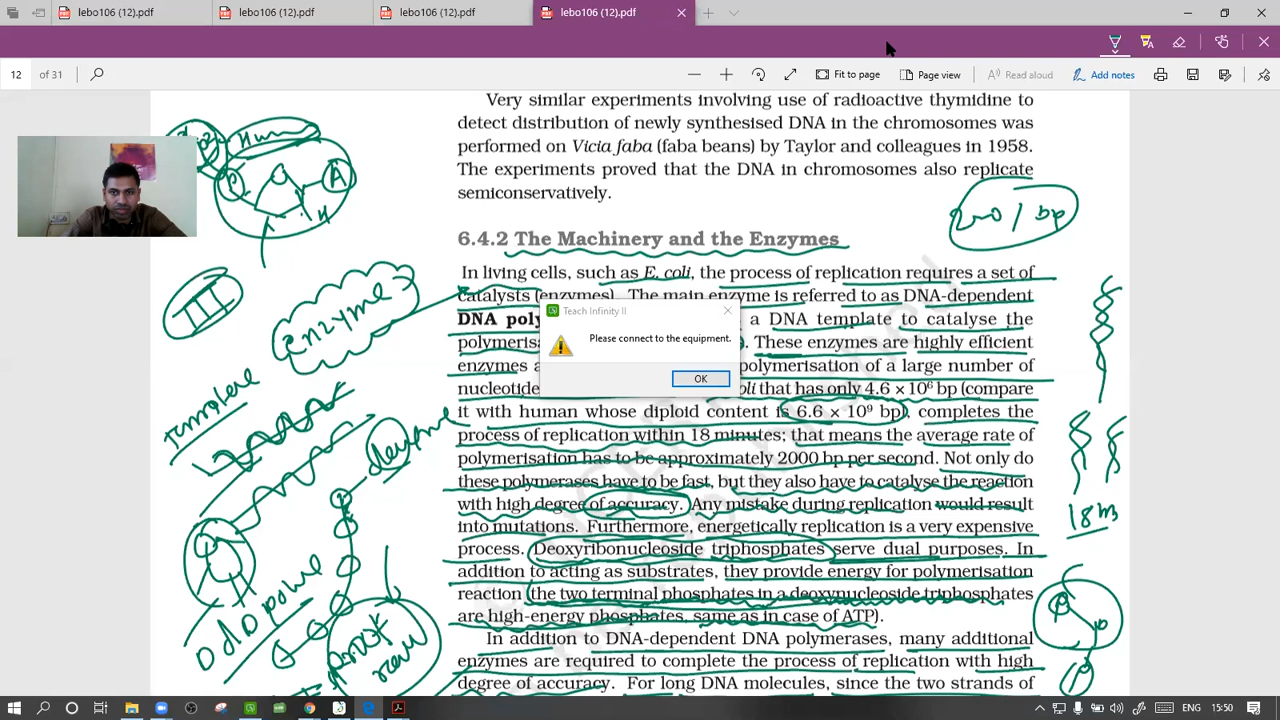 lebo106 (12).pdf
lebo106 (12).pdf
lebo106 (12).pdf
lebo106 (12).pdf
12 of 31
Fit to page
Page view
Read aloud
Add notes
Very similar experiments involving use of radioactive thymidine to
detect distribution of newly synthesised DNA in the chromosomes was
performed on Vicia faba (faba beans) by Taylor and colleagues in 1958.
The experiments proved that the DNA in chromosomes also replicate
semiconservatively.
6.4.2 The Machinery and the Enzymes
In living cells, such as E. coli, the process of replication requires a set of
catalysts (enzymes). The main enzyme is referred to as DNA-dependent
DNA poly a DNA template to catalyse the
polymeris These enzymes are highly efficient
enzymes a polymerisation of a large number of
nucleotid oli that has only 4.6 × 10⁶ bp (compare
it with human whose diploid content is 6.6 × 10⁹ bp), completes the
process of replication within 18 minutes; that means the average rate of
polymerisation has to be approximately 2000 bp per second. Not only do
these polymerases have to be fast, but they also have to catalyse the reaction
with high degree of accuracy. Any mistake during replication would result
into mutations. Furthermore, energetically replication is a very expensive
process. Deoxyribonucleoside triphosphates serve dual purposes. In
addition to acting as substrates, they provide energy for polymerisation
reaction (the two terminal phosphates in a deoxynucleoside triphosphates
are high-energy phosphates, same as in case of ATP).
In addition to DNA-dependent DNA polymerases, many additional
enzymes are required to complete the process of replication with high
degree of accuracy. For long DNA molecules, since the two strands of
Teach Infinity II
Please connect to the equipment.
OK
Hum
A
H
Enzyme
Template
18 m
ENG
15:50